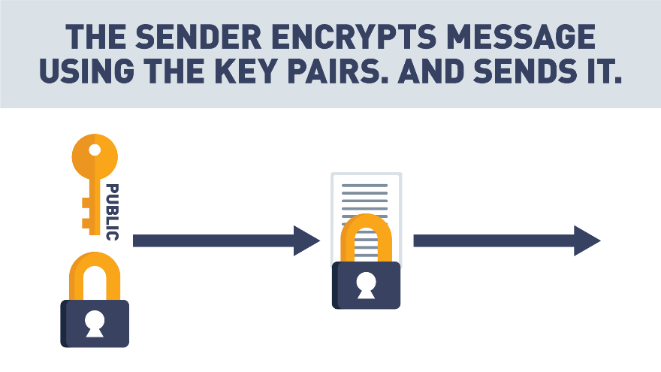 THE SENDER ENCRYPTS MESSAGE
USING THE KEY PAIRS. AND SENDS IT.
PUBLIC